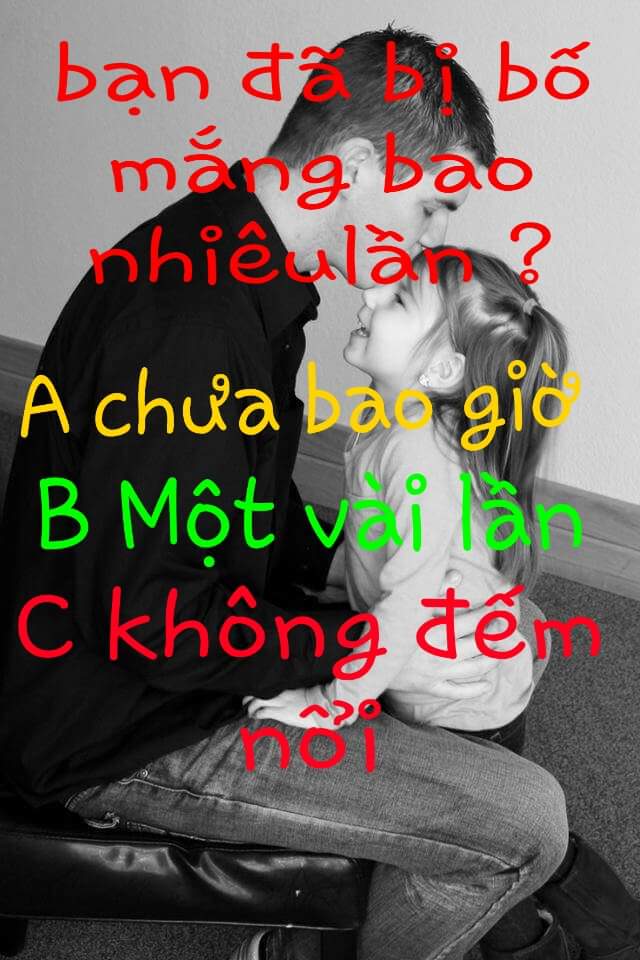 bạn đã bị bố
mắng bao
nhiêulần ?
A chưa bao giờ
B Một vài lần
C không đếm
nổi